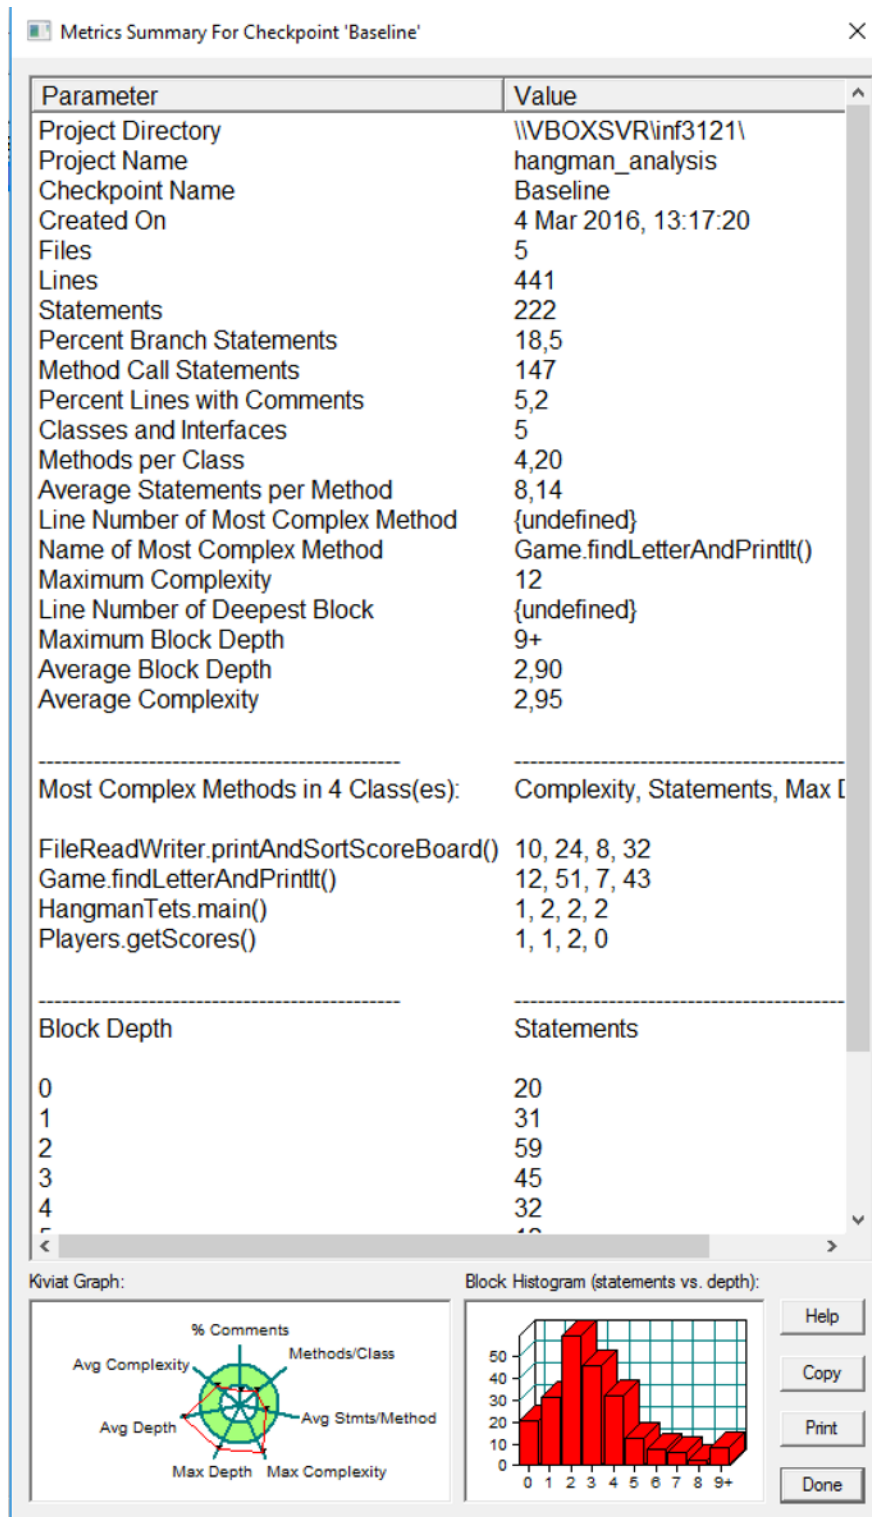 Metrics Summary For Checkpoint 'Baseline'
Parameter Value
Project Directory \\VBOXSVR\inf3121\
Project Name hangman_analysis
Checkpoint Name Baseline
Created On 4 Mar 2016, 13:17:20
Files 5
Lines 441
Statements 222
Percent Branch Statements 18,5
Method Call Statements 147
Percent Lines with Comments 5,2
Classes and Interfaces 5
Methods per Class 4,20
Average Statements per Method 8,14
Line Number of Most Complex Method {undefined}
Name of Most Complex Method Game.findLetterAndPrintIt()
Maximum Complexity 12
Line Number of Deepest Block {undefined}
Maximum Block Depth 9+
Average Block Depth 2,90
Average Complexity 2,95
---------------------------------------------- ------------------------------------------
Most Complex Methods in 4 Class(es): Complexity, Statements, Max
FileReadWriter.printAndSortScoreBoard() 10, 24, 8, 32
Game.findLetterAndPrintIt() 12, 51, 7, 43
HangmanTets.main() 1, 2, 2, 2
Players.getScores() 1, 1, 2, 0
---------------------------------------------- ------------------------------------------
Block Depth Statements
0 20
1 31
2 59
3 45
4 32
Kiviat Graph:
% Comments
Methods/Class
Avg Complexity
Avg Stmts/Method
Avg Depth
Max Depth Max Complexity
Block Histogram (statements vs. depth):
50
40
30
20
10
0
0 1 2 3 4 5 6 7 8 9+
Help
Copy
Print
Done